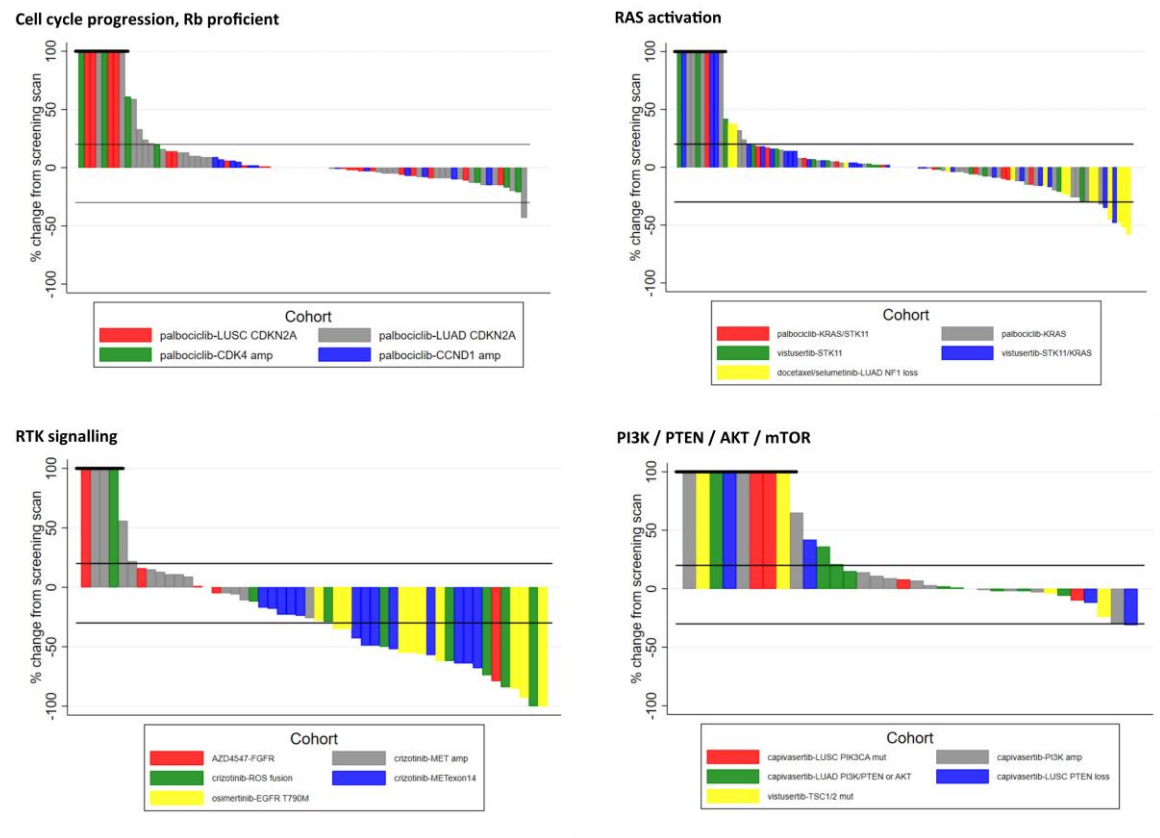 Cell cycle progression, Rb proficient
% change from screening scan
100
50
0
-50
-100
Cohort
palbociclib-LUSC CDKN2A
palbociclib-LUAD CDKN2A
palbociclib-CDK4 amp
palbociclib-CCND1 amp
RAS activation
% change from screening scan
100
50
0
-50
-100
Cohort
palbociclib-KRAS/STK11
palbociclib-KRAS
vistusertib-STK11
vistusertib-STK11/KRAS
docetaxel/selumetinib-LUAD NF1 loss
RTK signalling
% change from screening scan
100
50
0
-50
-100
Cohort
AZD4547-FGFR
crizotinib-MET amp
crizotinib-ROS fusion
crizotinib-METexon14
osimertinib-EGFR T790M
PI3K / PTEN / AKT / mTOR
% change from screening scan
100
50
0
-50
-100
Cohort
capivasertib-LUSC PIK3CA mut
capivasertib-PI3K amp
capivasertib-LUAD PI3K/PTEN or AKT
capivasertib-LUSC PTEN loss
vistusertib-TSC1/2 mut